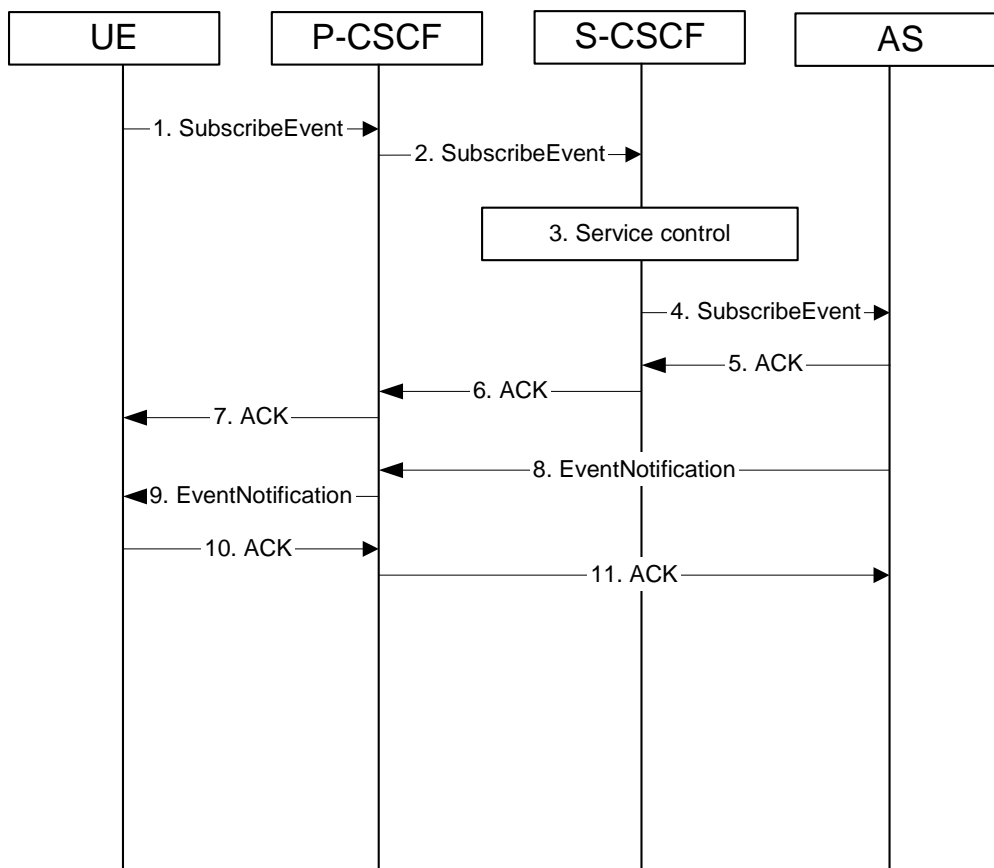 UE
P-CSCF
S-CSCF
AS
1. SubscribeEvent
2. SubscribeEvent
3. Service control
4. SubscribeEvent
5. ACK
6. ACK
7. ACK
8. EventNotification
9. EventNotification
10. ACK
11. ACK